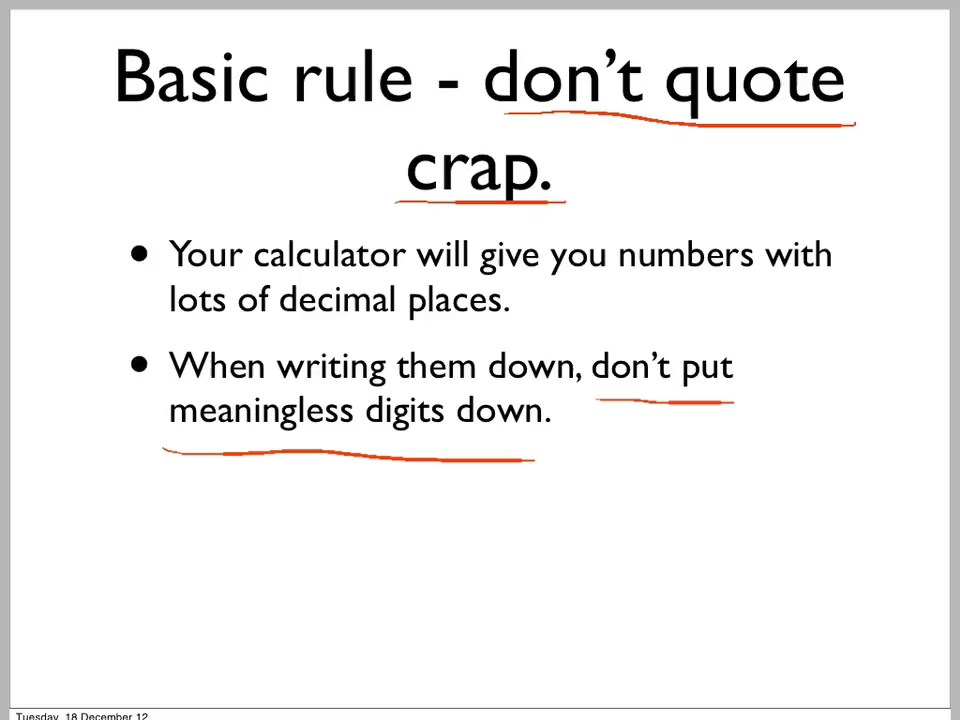 Basic rule - don't quote
crap.
• Your calculator will give you numbers with
lots of decimal places.
• When writing them down, don't put
meaningless digits down.
Tuesday, 18 December 12